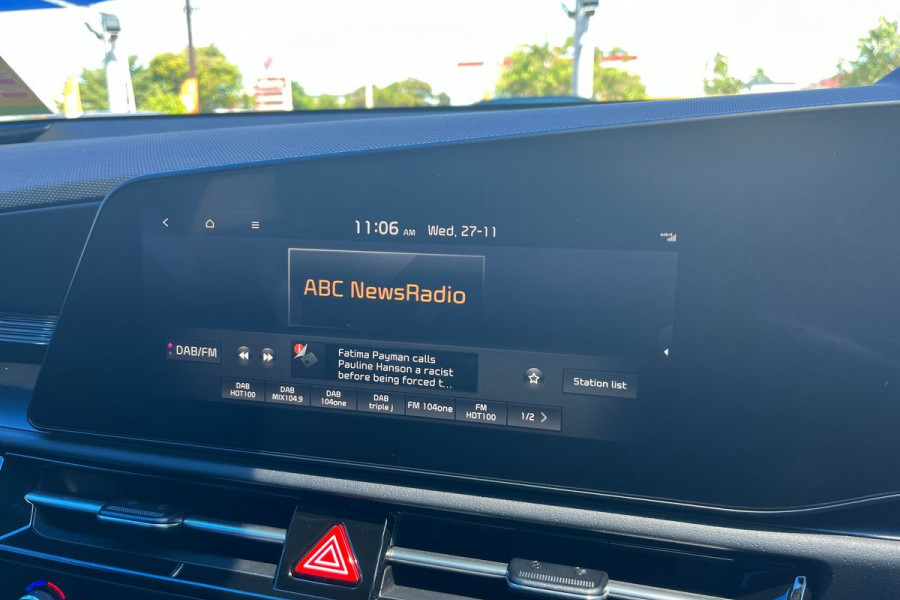 11:06 AM Wed, 27-11
ABC NewsRadio
DAB/FM
Fatima Payman calls
Pauline Hanson a racist
before being forced t...
Station list
DAB
HOT100
DAB
MIX104.9
DAB
104one
DAB
triple j
FM 104one
FM
HOT100
1/2